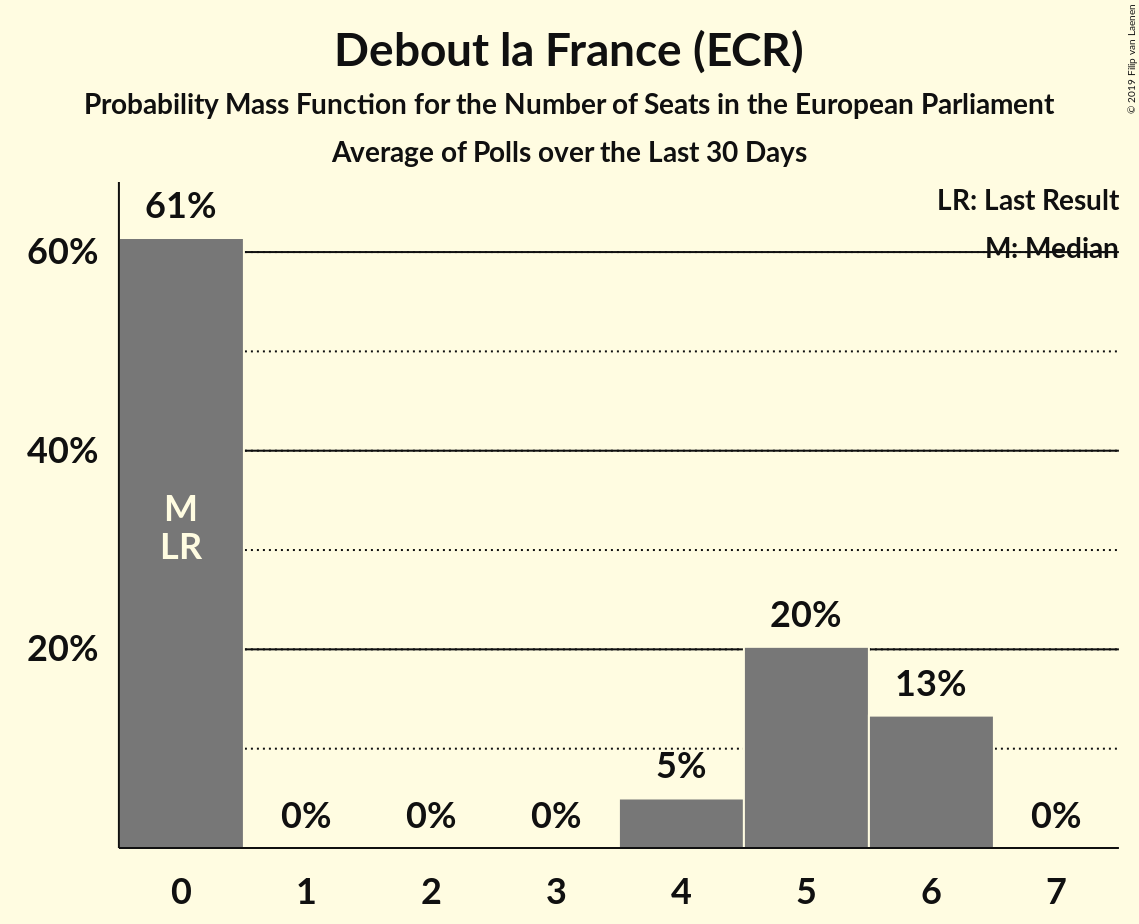 Debout la France (ECR)
Probability Mass Function for the Number of Seats in the European Parliament
Average of Polls over the Last 30 Days
© 2019 Filip van Laenen
LR: Last Result
M: Median
61%
60%
40%
M
LR
20%
20%
13%
5%
0%
0%
0%
0%
0
1
2
3
4
5
6
7